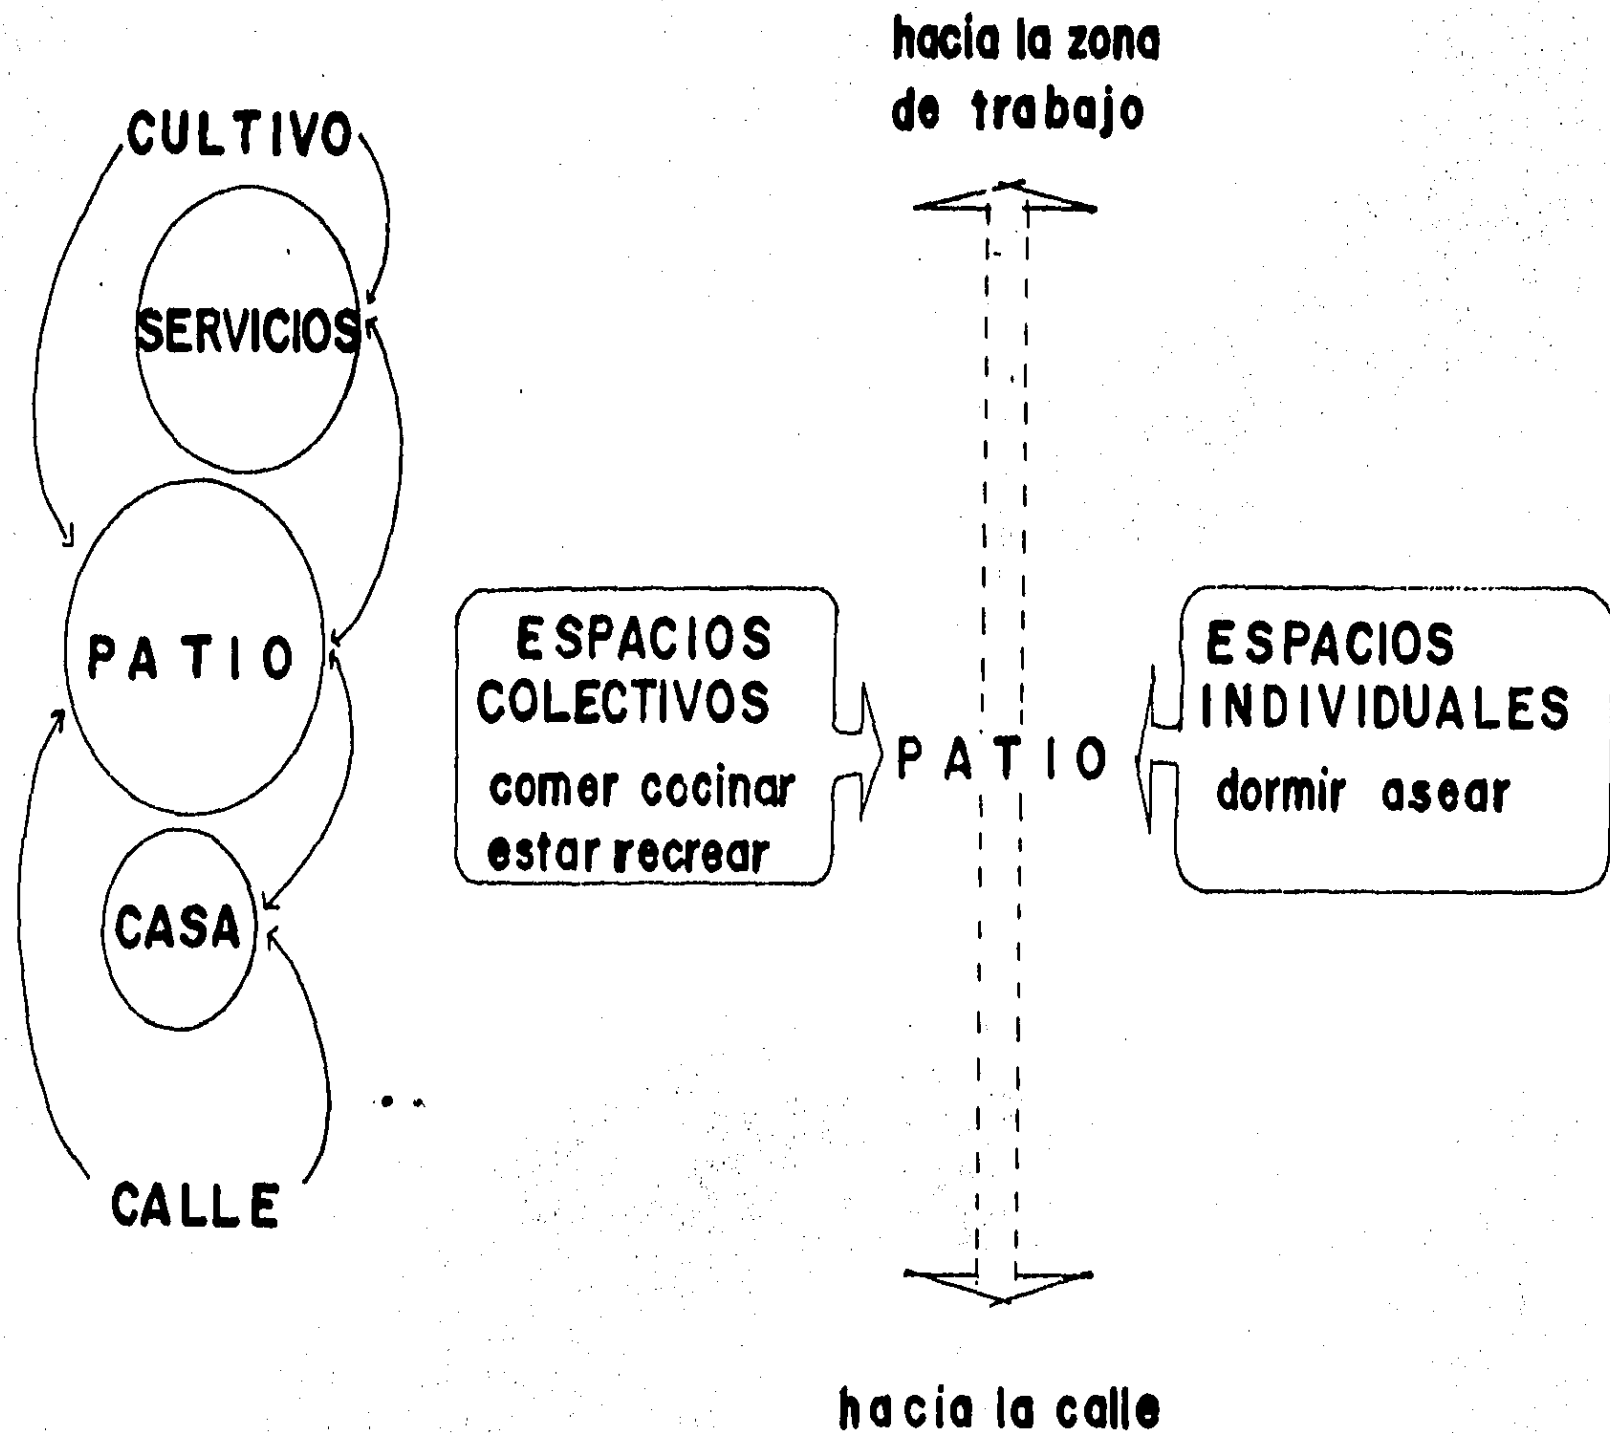 CULTIVO
SERVICIOS
PATIO
CASA
CALLE
hacia la zona
de trabajo
ESPACIOS
COLECTIVOS
comer cocinar
estar recrear
PATIO
ESPACIOS
INDIVIDUALES
dormir asear
hacia la calle